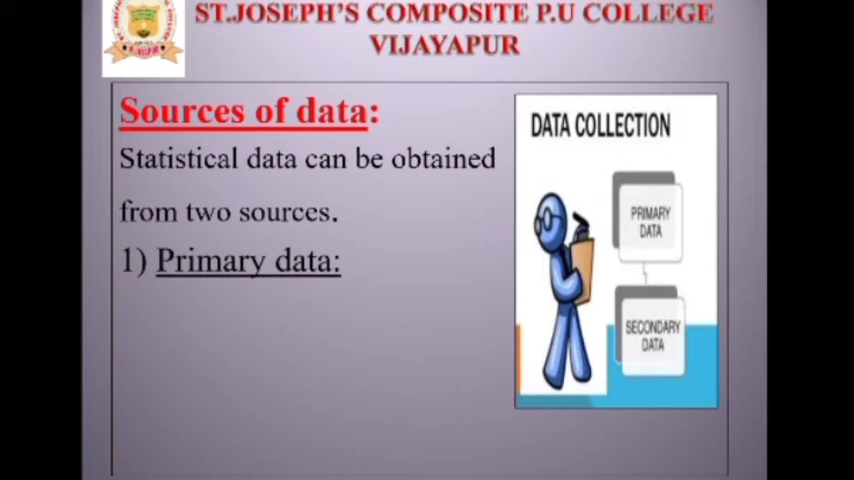 ST.JOSEPH'S COMPOSITE P.U COLLEGE
VIJAYAPUR
Sources of data:
Statistical data can be obtained
from two sources.
1) Primary data:
DATA COLLECTION
PRIMARY
DATA
SECONDARY
DATA